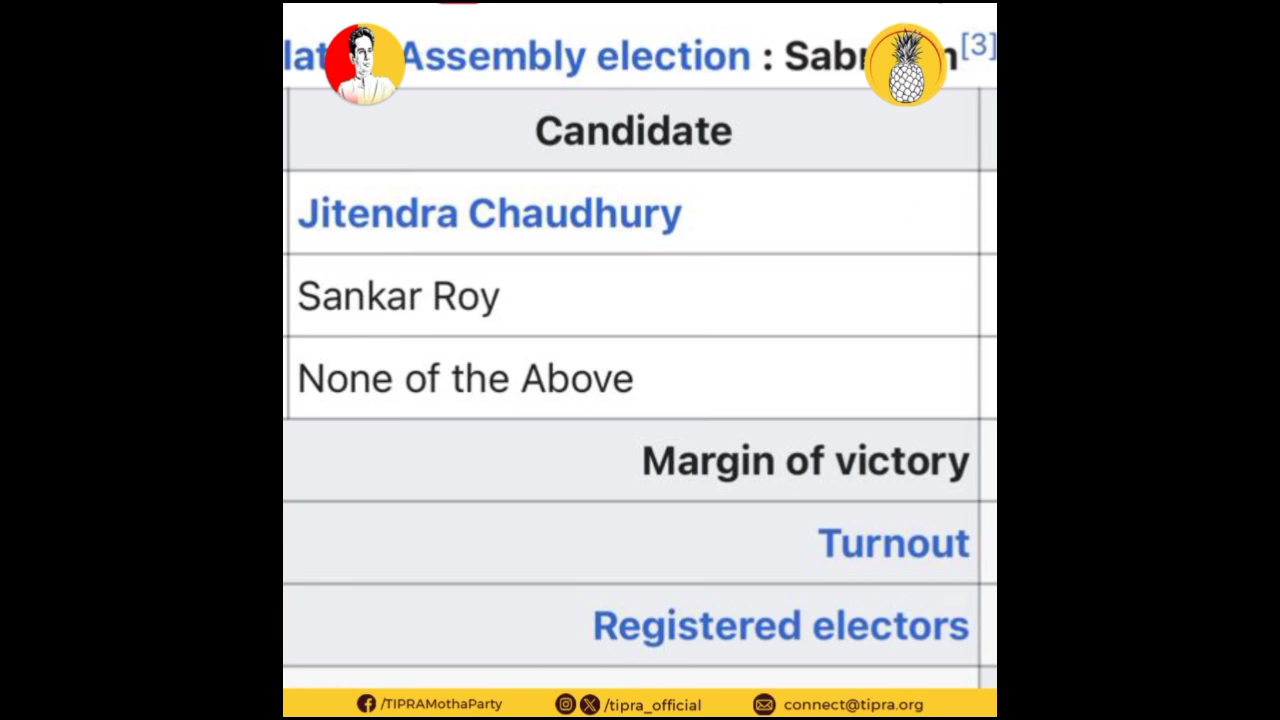 Assembly election : [3]
Candidate
Jitendra Chaudhury
Sankar Roy
None of the Above
Margin of victory
Turnout
Registered electors
/TIPRAMothaParty /tipra_official connect@tipra.org